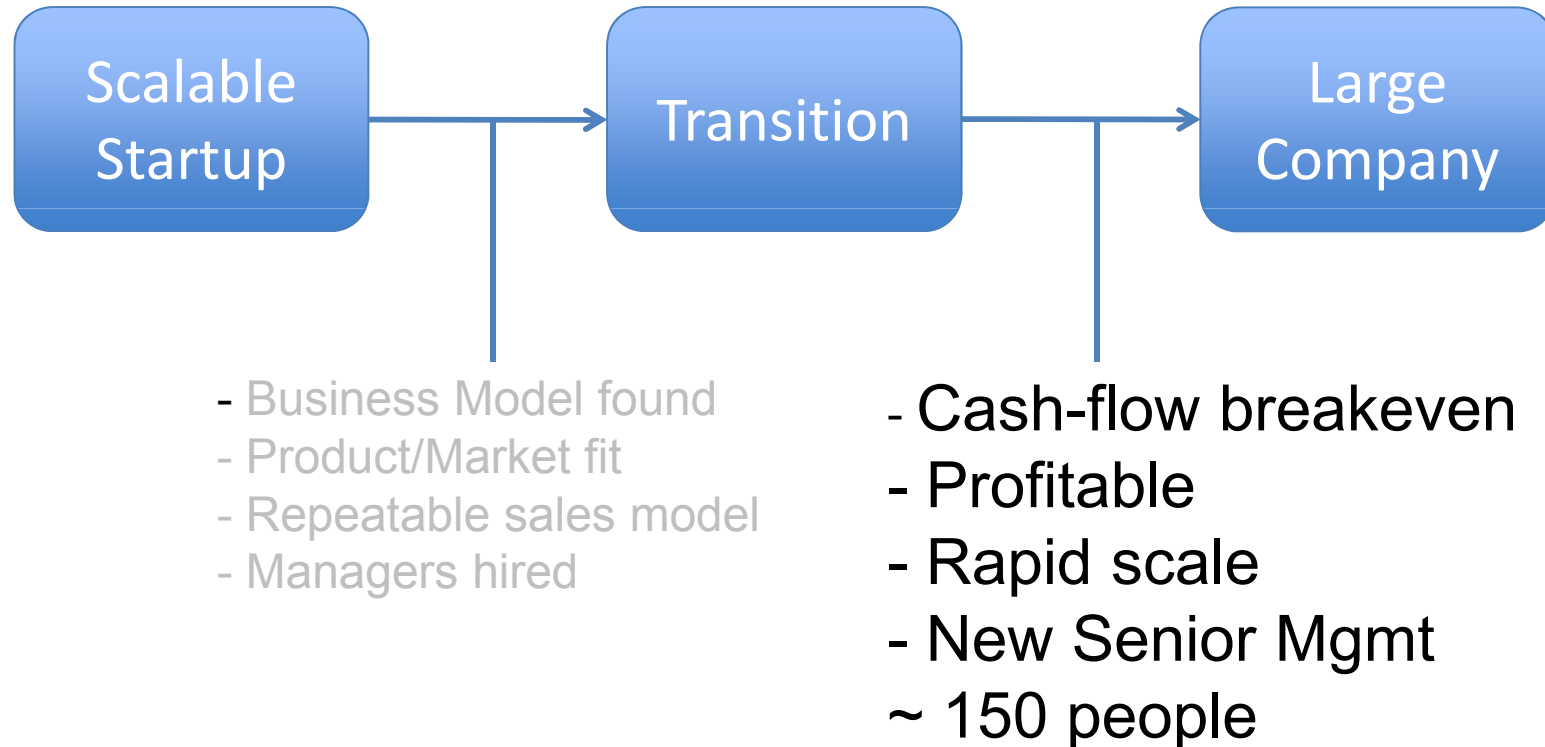 Scalable
Startup
Transition
Large
Company
- Business Model found
- Product/Market fit
- Repeatable sales model
- Managers hired
- Cash-flow breakeven
- Profitable
- Rapid scale
- New Senior Mgmt
~ 150 people